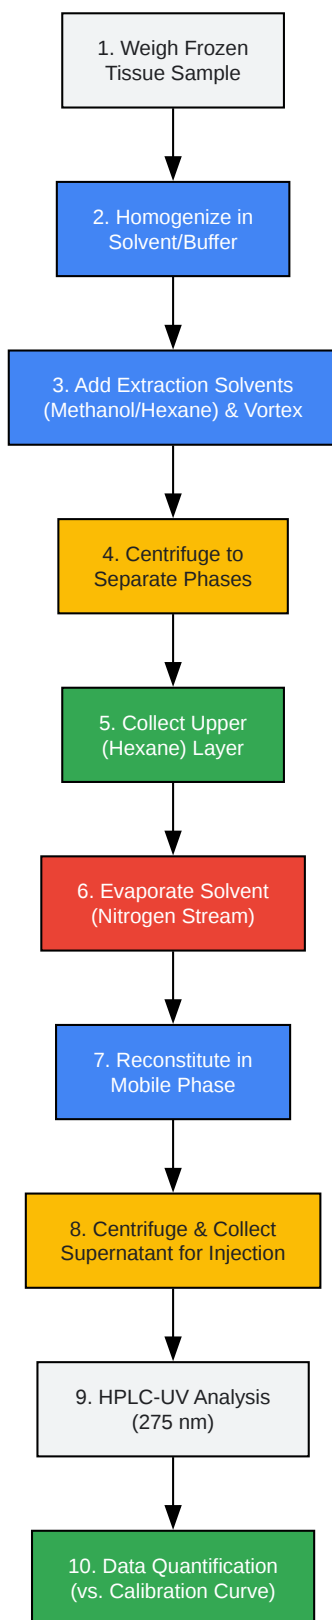 1. Weigh Frozen
Tissue Sample
2. Homogenize in
Solvent/Buffer
3. Add Extraction Solvents
(Methanol/Hexane) & Vortex
4. Centrifuge to
Separate Phases
5. Collect Upper
(Hexane) Layer
6. Evaporate Solvent
(Nitrogen Stream)
7. Reconstitute in
Mobile Phase
8. Centrifuge & Collect
Supernatant for Injection
9. HPLC-UV Analysis
(275 nm)
10. Data Quantification
(vs. Calibration Curve)